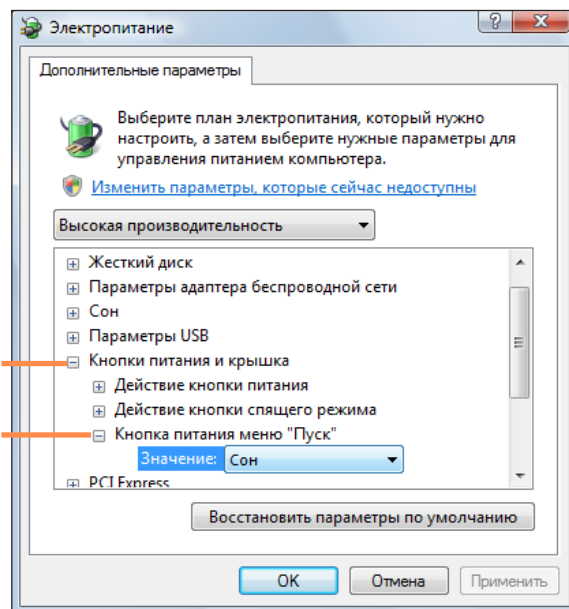 Электропитание
Дополнительные параметры
Выберите план электропитания, который нужно
настроить, а затем выберите нужные параметры для
управления питанием компьютера.
Изменить параметры, которые сейчас недоступны
Высокая производительность
Жесткий диск
Параметры адаптера беспроводной сети
Сон
Параметры USB
Кнопки питания и крышка
Действие кнопки питания
Действие кнопки спящего режима
Кнопка питания меню "Пуск"
Значение: Сон
PCI Express
Восстановить параметры по умолчанию
OK Отмена Применить